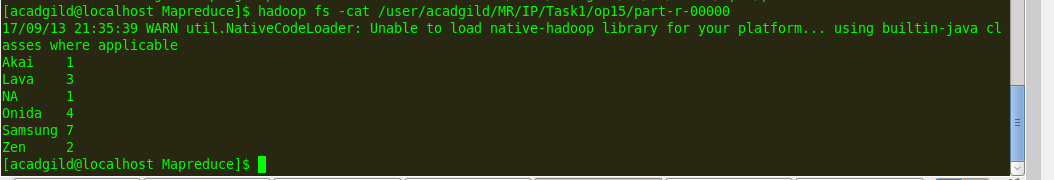 [acadgild@localhost Mapreduce]$ hadoop fs -cat /user/acadgild/MR/IP/Task1/op15/part-r-00000
17/09/13 21:35:39 WARN util.NativeCodeLoader: Unable to load native-hadoop library for your platform... using builtin-java cl
asses where applicable
Akai    1
Lava    3
NA      1
Onida   4
Samsung 7
Zen     2
[acadgild@localhost Mapreduce]$